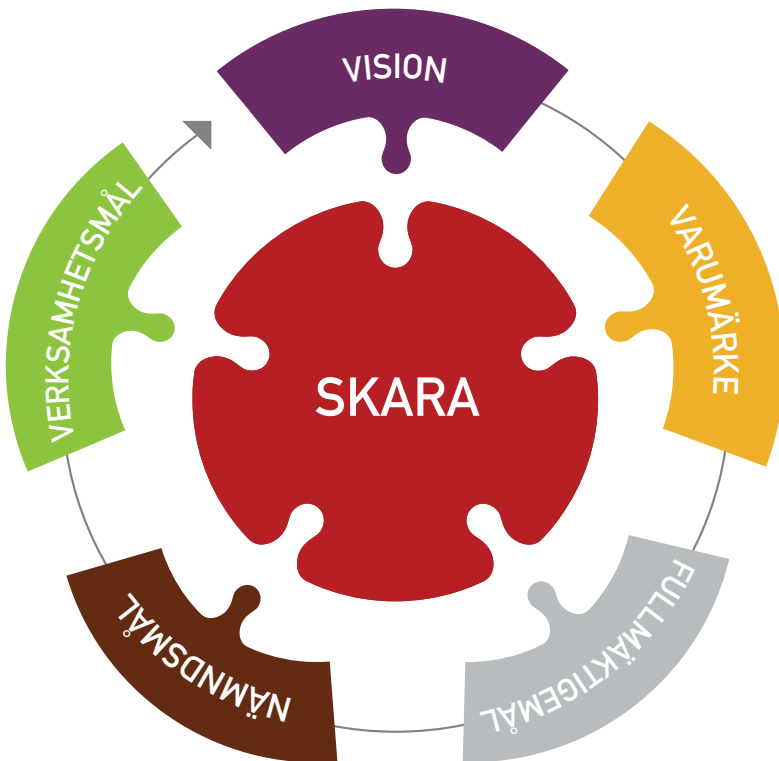 VISION
VARUMÄRKE
FULLMÄKTIGEMÅL
NÄMNDSMÅL
VERKSAMHETSMÅL
SKARA